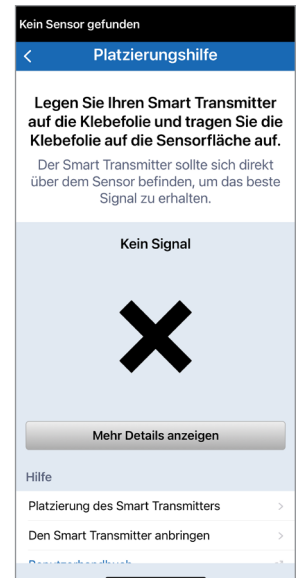 Kein Sensor gefunden
Platzierungshilfe
Legen Sie Ihren Smart Transmitter
auf die Klebefolie und tragen Sie die
Klebefolie auf die Sensorfläche auf.
Der Smart Transmitter sollte sich direkt
über dem Sensor befinden, um das beste
Signal zu erhalten.
Kein Signal
Mehr Details anzeigen
Hilfe
Platzierung des Smart Transmitters
Den Smart Transmitter anbringen